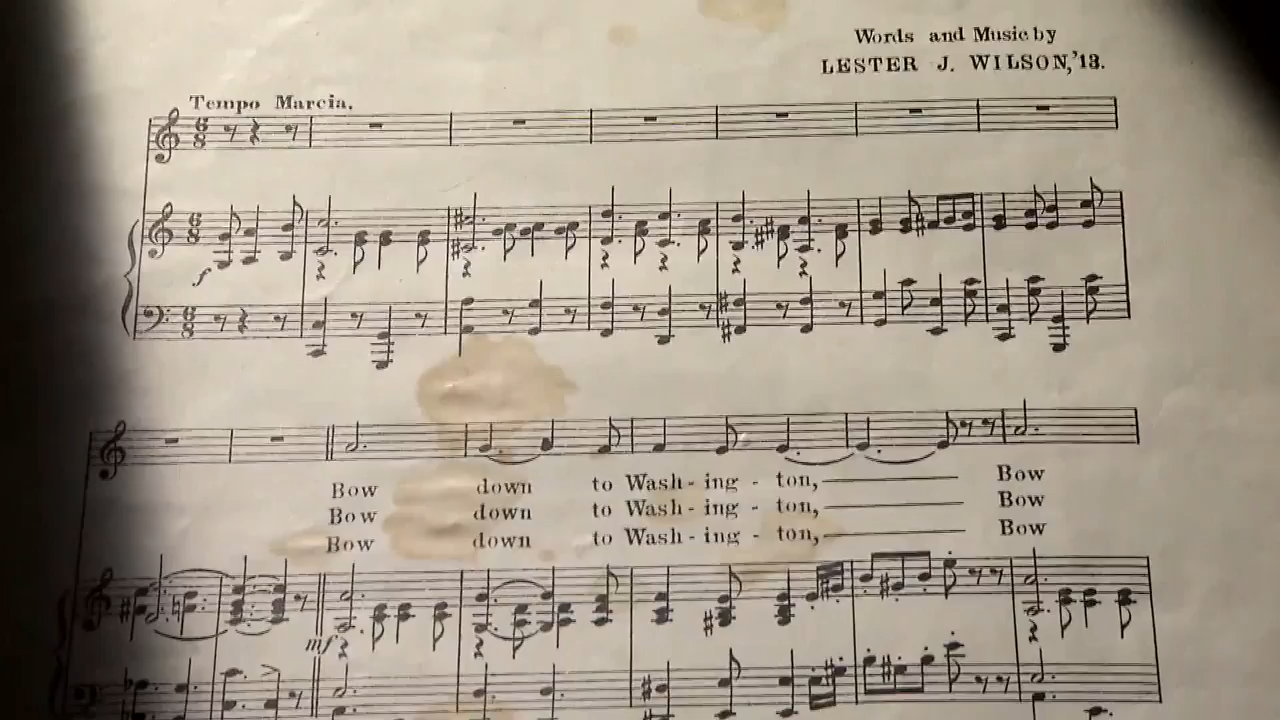 Words and Music by
LESTER J. WILSON,'13.
Tempo Marcia.
f
Bow down to Wash - ing - ton, Bow
Bow down to Wash - ing - ton, Bow
Bow down to Wash - ing - ton, Bow
mf